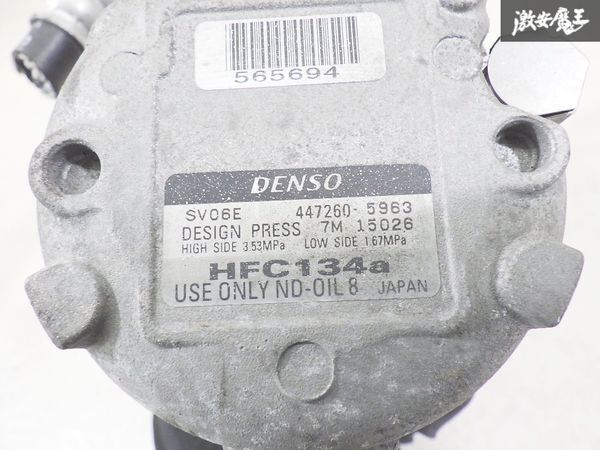 激安魔王
565694
DENSO
SV06E 447260-5963
DESIGN PRESS 7M 15026
HIGH SIDE 3.53MPa LOW SIDE 1.67MPa
HFC134a
USE ONLY ND-OIL 8 JAPAN